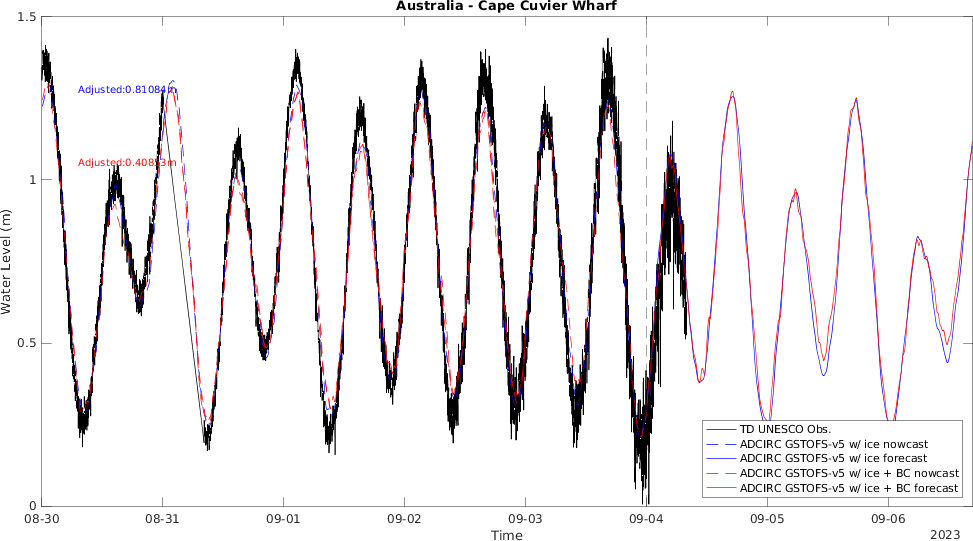 Australia - Cape Cuvier Wharf
Water Level (m)
1.5
1
0.5
0
Adjusted:0.81084m
TD UNESCO Obs.
ADCIRC GSTOFS-v5 w/ ice nowcast
ADCIRC GSTOFS-v5 w/ ice forecast
ADCIRC GSTOFS-v5 w/ ice + BC nowcast
ADCIRC GSTOFS-v5 w/ ice + BC forecast
08-30 08-31 09-01 09-02 09-03 09-04 09-05 09-06
Time
2023